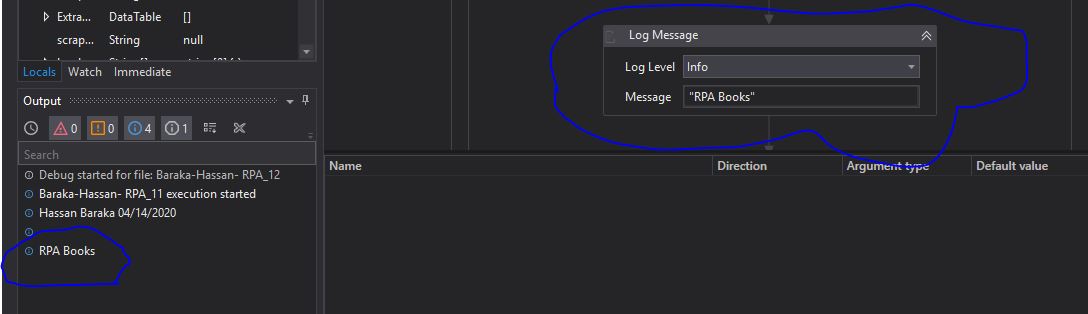 Extra... DataTable []
scrap... String null
Locals Watch Immediate
Output
0 0 4 1
Search
Debug started for file: Baraka-Hassan- RPA_12
Baraka-Hassan- RPA_11 execution started
Hassan Baraka 04/14/2020
RPA Books
Log Message
Log Level Info
Message "RPA Books"
Name Direction Argument type Default value